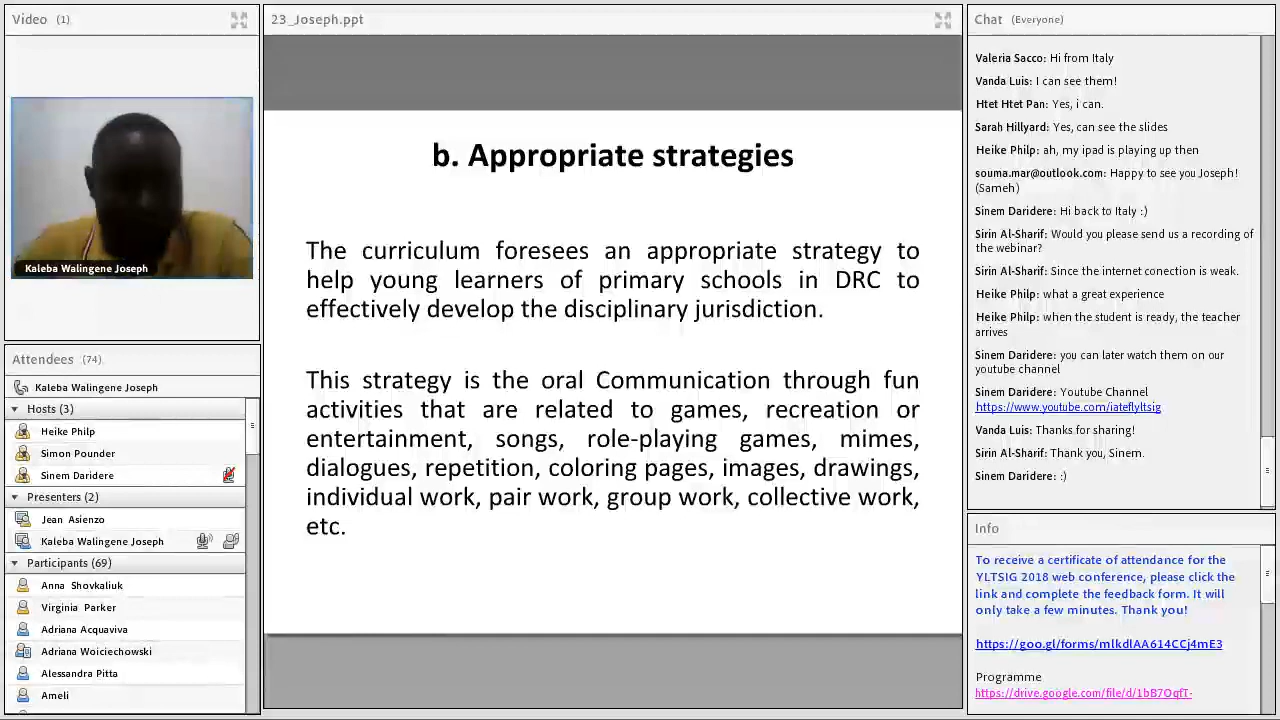 Video (1)
Kaleba Walingene Joseph
Attendees (74)
Kaleba Walingene Joseph
Hosts (3)
Heike Philp
Simon Pounder
Sinem Daridere
Presenters (2)
Jean Asienzo
Kaleba Walingene Joseph
Participants (69)
Anna Shovkaliuk
Virginia Parker
Adriana Acquaviva
Adriana Woiciechowski
Alessandra Pitta
Ameli
23_Joseph.ppt
b. Appropriate strategies
The curriculum foresees an appropriate strategy to
help young learners of primary schools in DRC to
effectively develop the disciplinary jurisdiction.
This strategy is the oral Communication through fun
activities that are related to games, recreation or
entertainment, songs, role-playing games, mimes,
dialogues, repetition, coloring pages, images, drawings,
individual work, pair work, group work, collective work,
etc.
Chat (Everyone)
Valeria Sacco: Hi from Italy
Vanda Luis: I can see them!
Htet Htet Pan: Yes, i can.
Sarah Hillyard: Yes, can see the slides
Heike Philp: ah, my ipad is playing up then
souma.mar@outlook.com: Happy to see you Joseph!
(Sameh)
Sinem Daridere: Hi back to Italy :)
Sirin Al-Sharif: Would you please send us a recording of
the webinar?
Sirin Al-Sharif: Since the internet conection is weak.
Heike Philp: what a great experience
Heike Philp: when the student is ready, the teacher
arrives
Sinem Daridere: you can later watch them on our
youtube channel
Sinem Daridere: Youtube Channel
https://www.youtube.com/iateflyltsig
Vanda Luis: Thanks for sharing!
Sirin Al-Sharif: Thank you, Sinem.
Sinem Daridere: :)
Info
To receive a certificate of attendance for the
YLTSIG 2018 web conference, please click the
link and complete the feedback form. It will
only take a few minutes. Thank you!
https://goo.gl/forms/mlkdlAA614CCj4mE3
Programme
https://drive.google.com/file/d/1bB7OqfT-